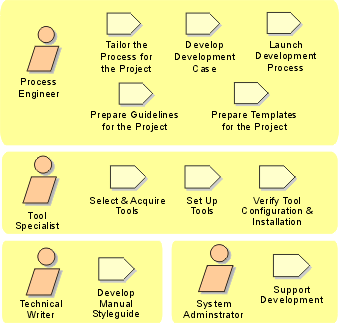 Process
Engineer
Tailor the
Process for
the Project
Develop
Development
Case
Launch
Development
Process
Prepare Guidelines
for the Project
Prepare Templates
for the Project
Tool
Specialist
Select & Acquire
Tools
Set Up
Tools
Verify Tool
Configuration &
Installation
Technical
Writer
Develop
Manual
Styleguide
System
Adminstrator
Support
Development